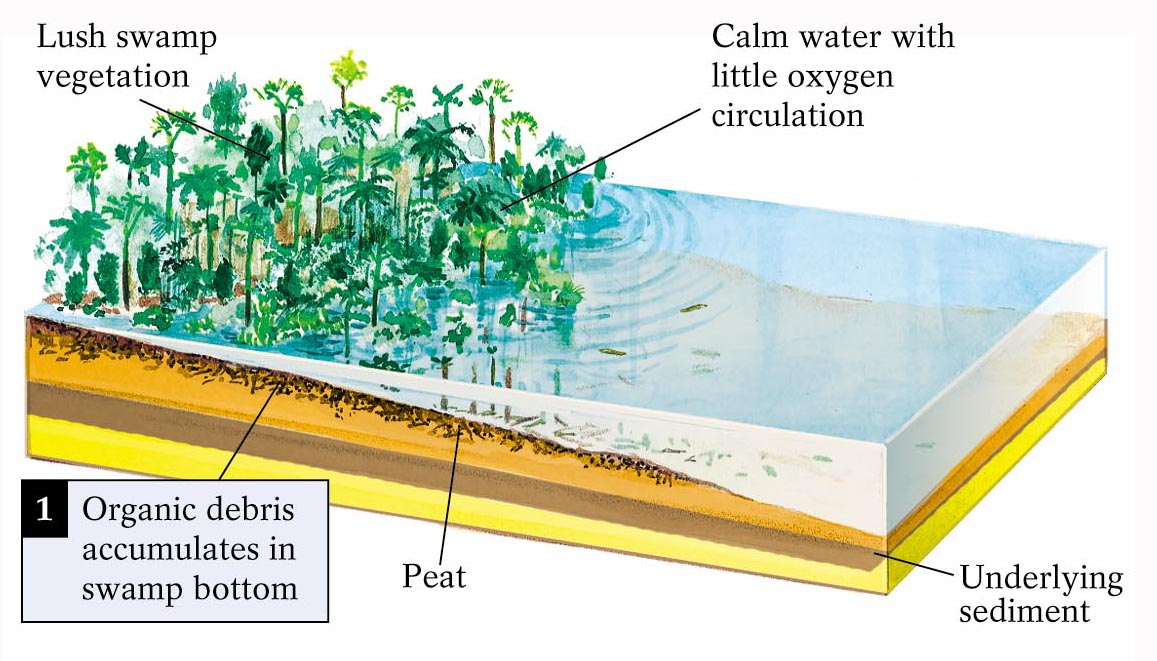 Lush swamp
vegetation
Calm water with
little oxygen
circulation
1 Organic debris
accumulates in
swamp bottom
Peat
Underlying
sediment